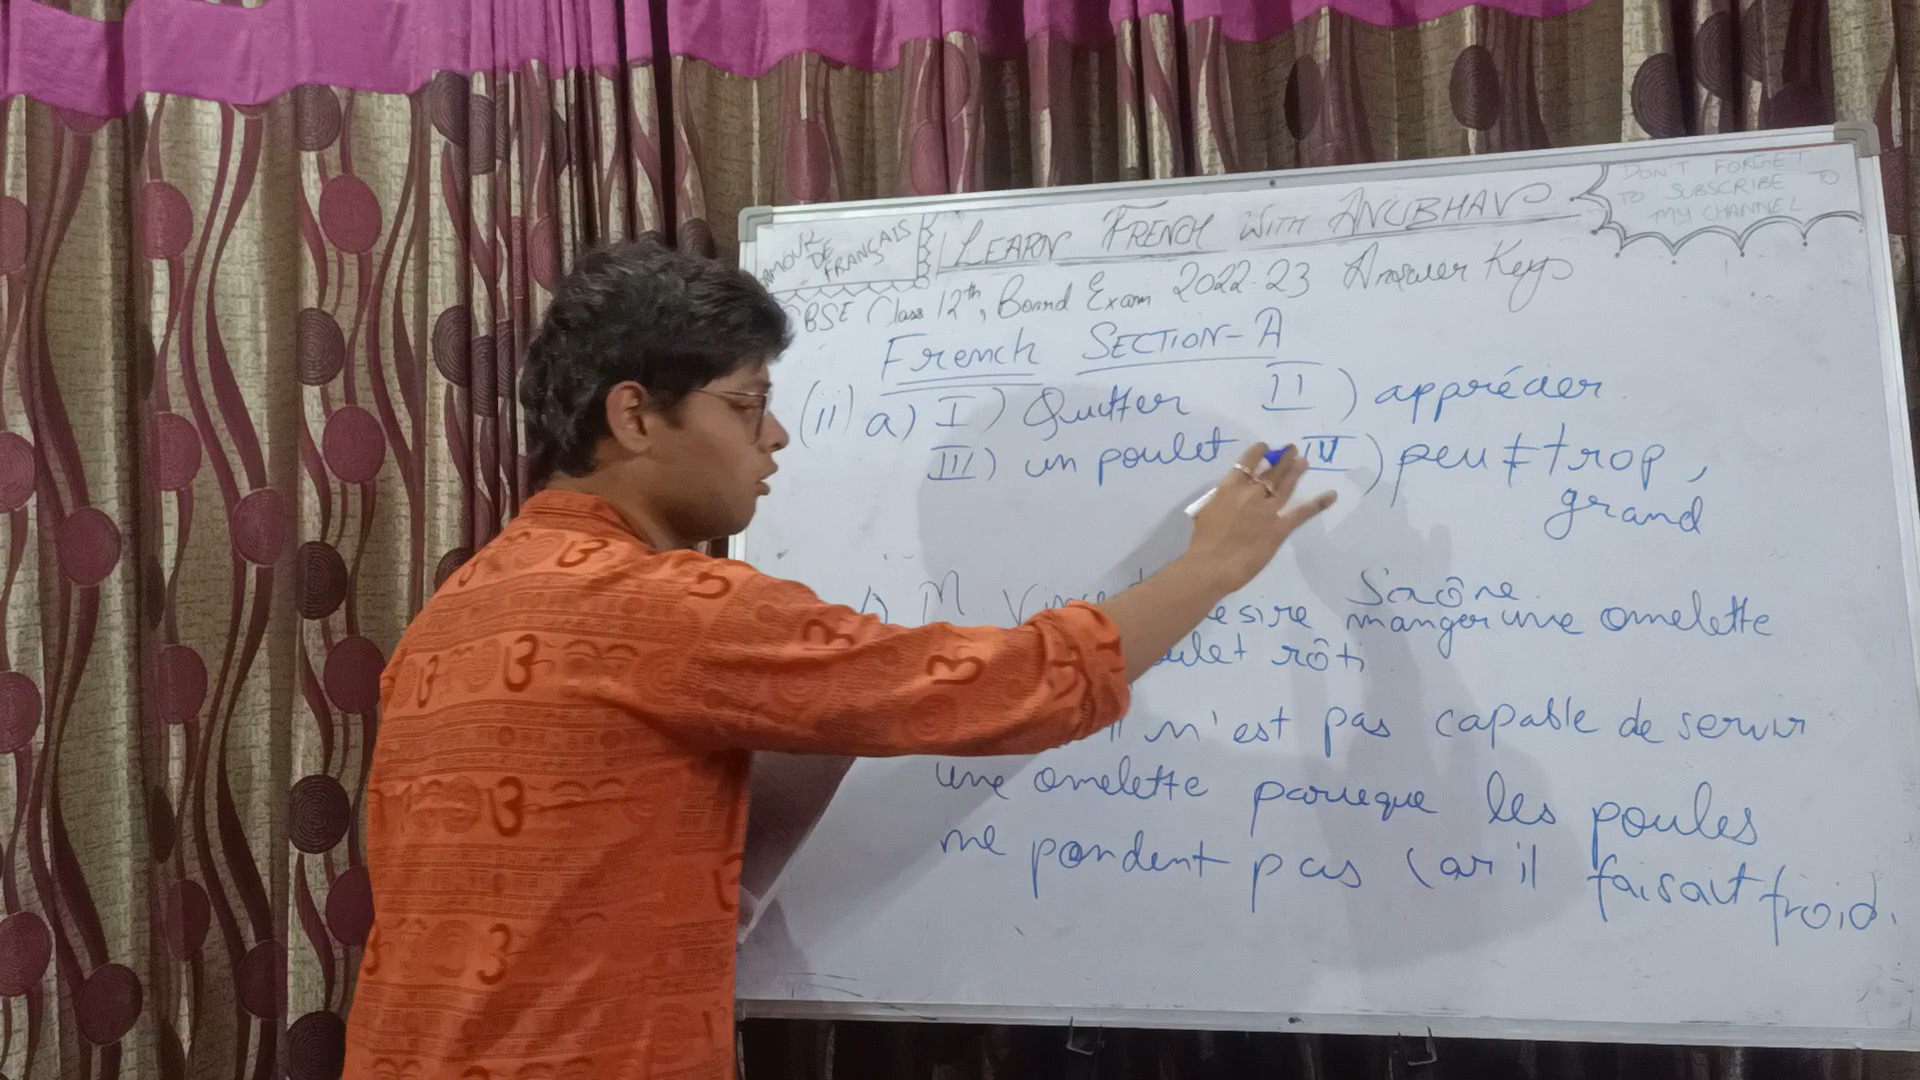 AMOUR DE FRANÇAIS
LEARN FRENCH WITH ANUBHAV
DON'T FORGET
TO SUBSCRIBE TO
MY CHANNEL
CBSE Class 12th, Board Exam 2022-23 Answer Keys
French SECTION-A
(ii) a) I) Quitter II) apprécier
III) un poulet IV) peu ≠ trop,
grand
M. désire manger une omelette
poulet rôti
il n'est pas capable de servir
une omelette parceque les poules
ne pondent pas car il faisait froid.